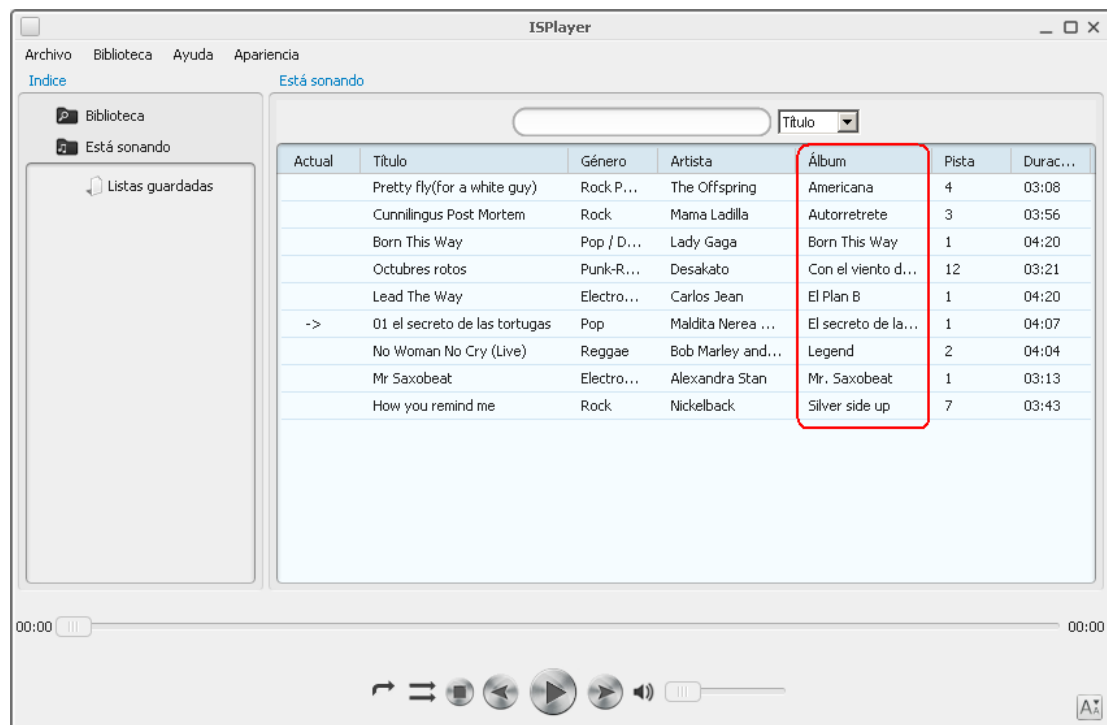 ISPlayer
Archivo Biblioteca Ayuda Apariencia
Indice Está sonando
Biblioteca
Está sonando
Listas guardadas
Título
Actual Título Género Artista Álbum Pista Durac...
Pretty fly(for a white guy) Rock P... The Offspring Americana 4 03:08
Cunnilingus Post Mortem Rock Mama Ladilla Autorretrete 3 03:56
Born This Way Pop / D... Lady Gaga Born This Way 1 04:20
Octubres rotos Punk-R... Desakato Con el viento d... 12 03:21
Lead The Way Electro... Carlos Jean El Plan B 1 04:20
-> 01 el secreto de las tortugas Pop Maldita Nerea ... El secreto de la... 1 04:07
No Woman No Cry (Live) Reggae Bob Marley and... Legend 2 04:04
Mr Saxobeat Electro... Alexandra Stan Mr. Saxobeat 1 03:13
How you remind me Rock Nickelback Silver side up 7 03:43
00:00 00:00